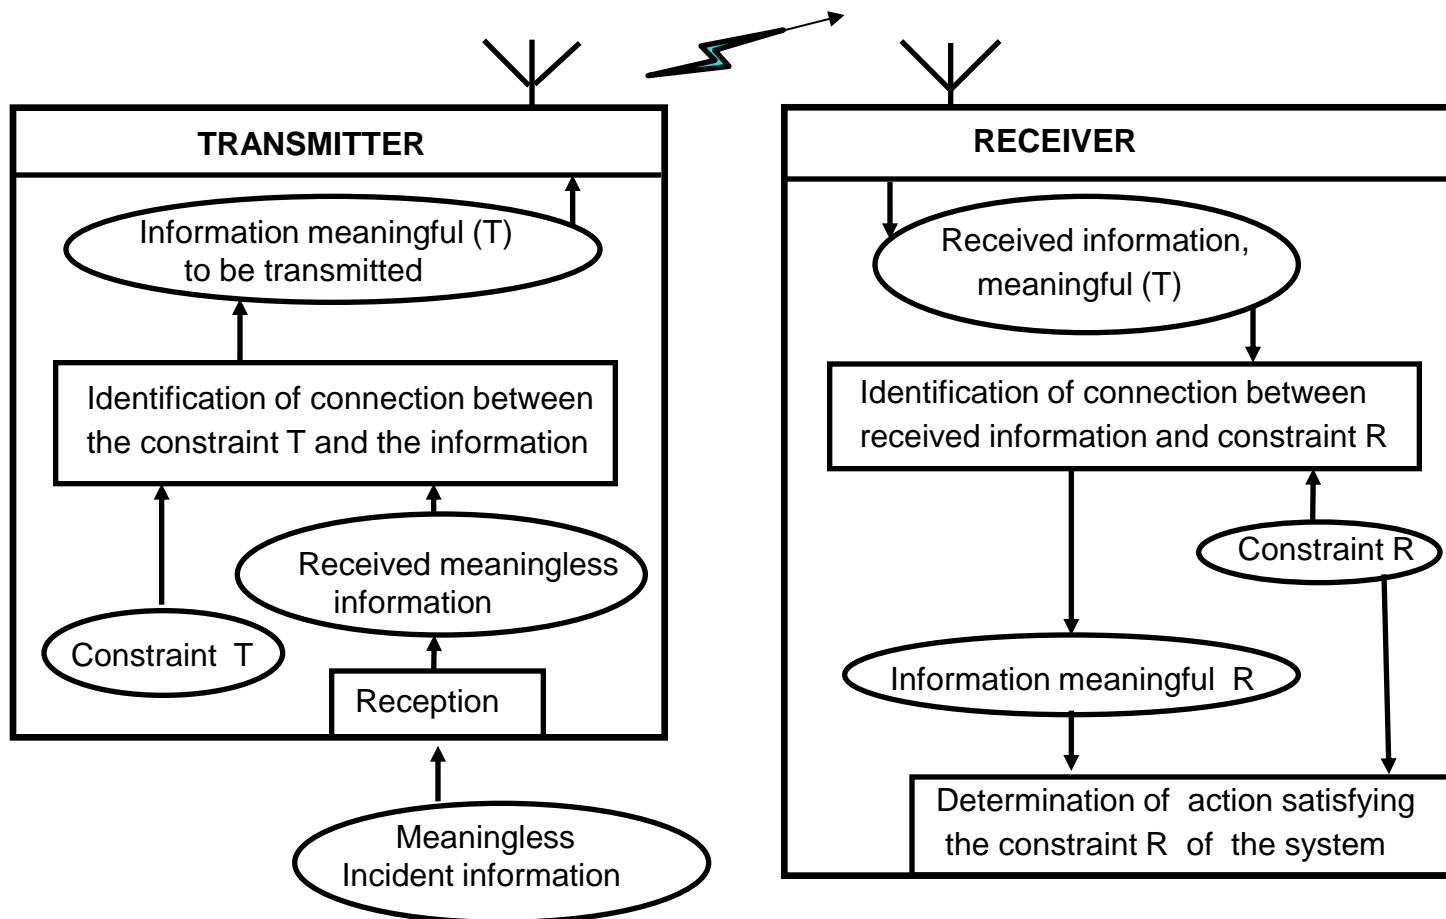 TRANSMITTER
Information meaningful (T)
to be transmitted
Identification of connection between
the constraint T and the information
Received meaningless
information
Constraint T
Reception
Meaningless
Incident information
RECEIVER
Received information,
meaningful (T)
Identification of connection between
received information and constraint R
Constraint R
Information meaningful R
Determination of action satisfying
the constraint R of the system